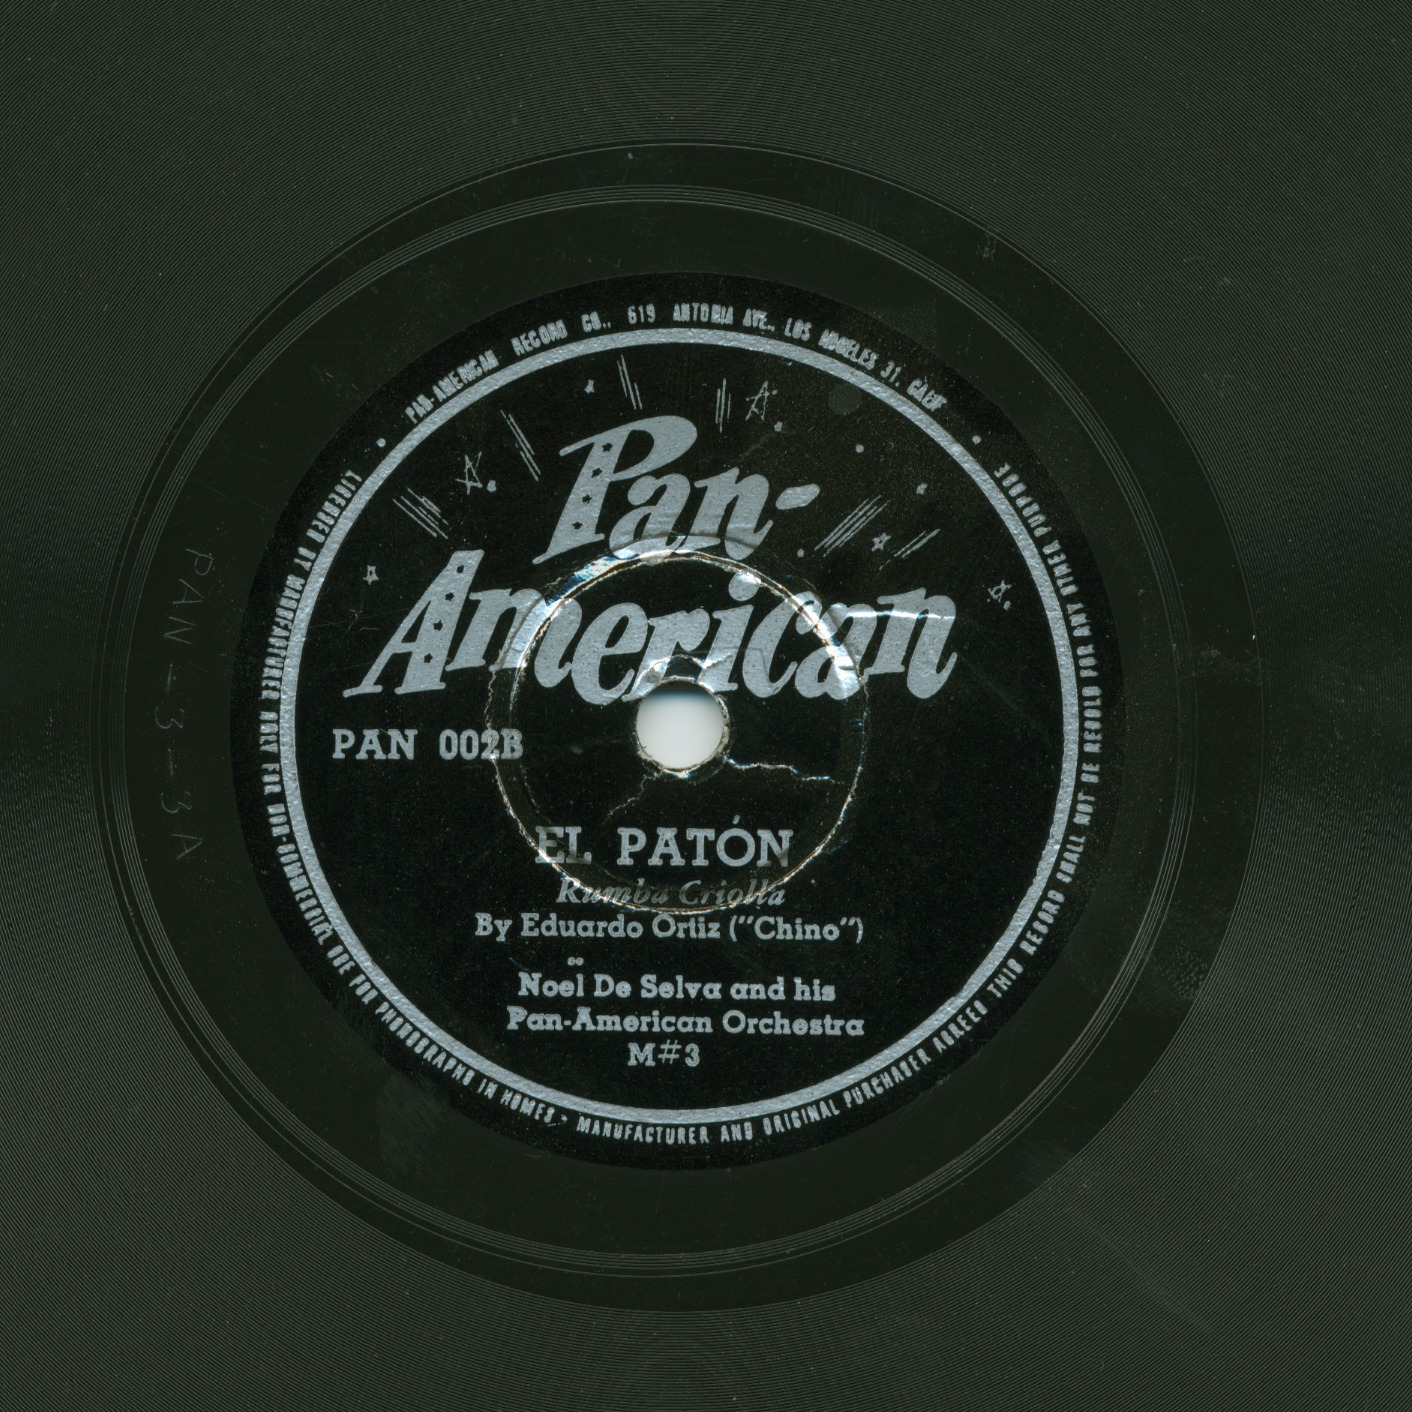 PAN-AMERICAN RECORD CO., 619 ANTONIA AVE., LOS ANGELES 31, CALIF.
LICENSED BY MANUFACTURER ONLY FOR NON-COMMERCIAL USE FOR PHONOGRAPHS IN HOMES - MANUFACTURER AND ORIGINAL PURCHASER AGREED THIS RECORD SHALL NOT BE RESOLD FOR ANY OTHER PURPOSE
Pan-
American
PAN 002B
EL PATÓN
Rumba Criolla
By Eduardo Ortiz ("Chino")
Noël De Selva and his
Pan-American Orchestra
M#3
PAN-3-3A